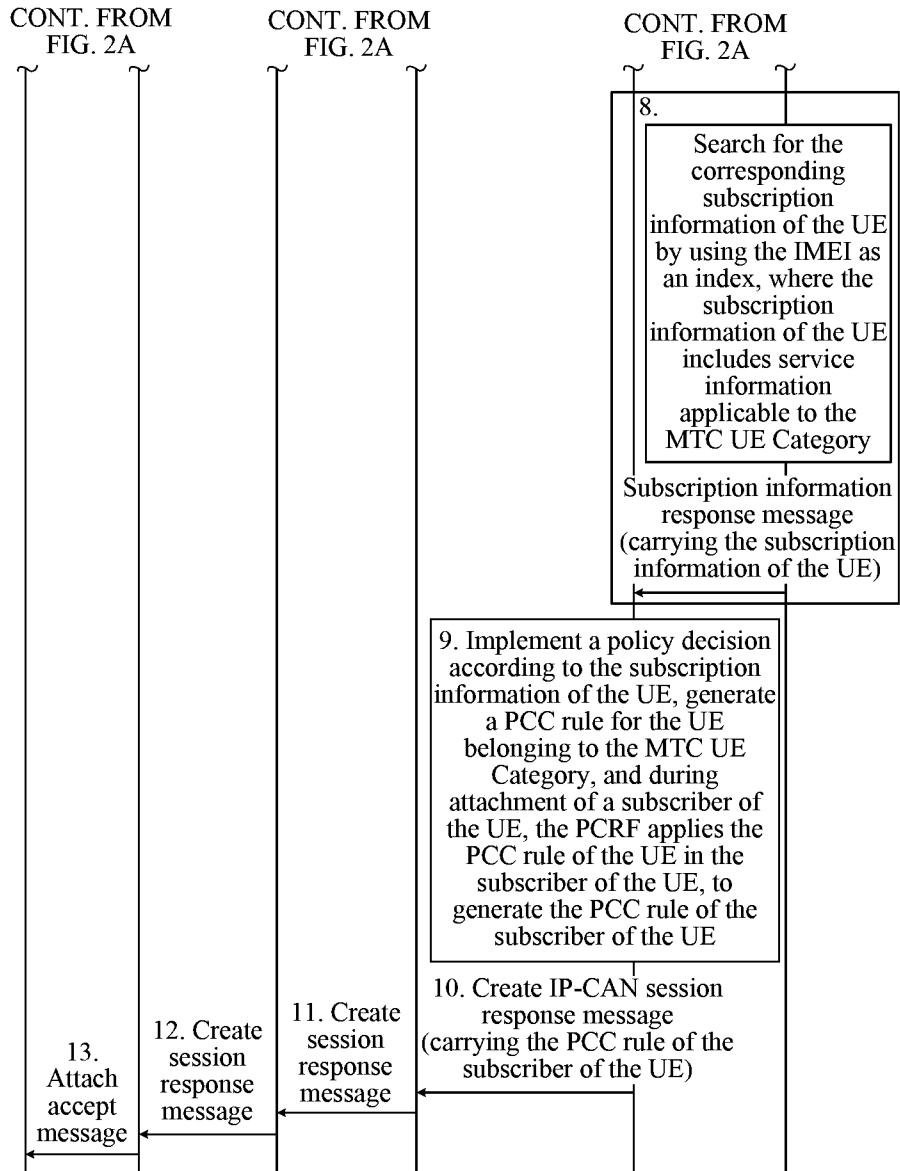 CONT. FROM
FIG. 2A
CONT. FROM
FIG. 2A
CONT. FROM
FIG. 2A
8.
Search for the
corresponding
subscription
information of the UE
by using the IMEI as
an index, where the
subscription
information of the UE
includes service
information
applicable to the
MTC UE Category
Subscription information
response message
(carrying the subscription
information of the UE)
9. Implement a policy decision
according to the subscription
information of the UE, generate
a PCC rule for the UE
belonging to the MTC UE
Category, and during
attachment of a subscriber of
the UE, the PCRF applies the
PCC rule of the UE in the
subscriber of the UE, to
generate the PCC rule of the
subscriber of the UE
10. Create IP-CAN session
response message
(carrying the PCC rule of the
subscriber of the UE)
11. Create
session
response
message
12. Create
session
response
message
13.
Attach
accept
message